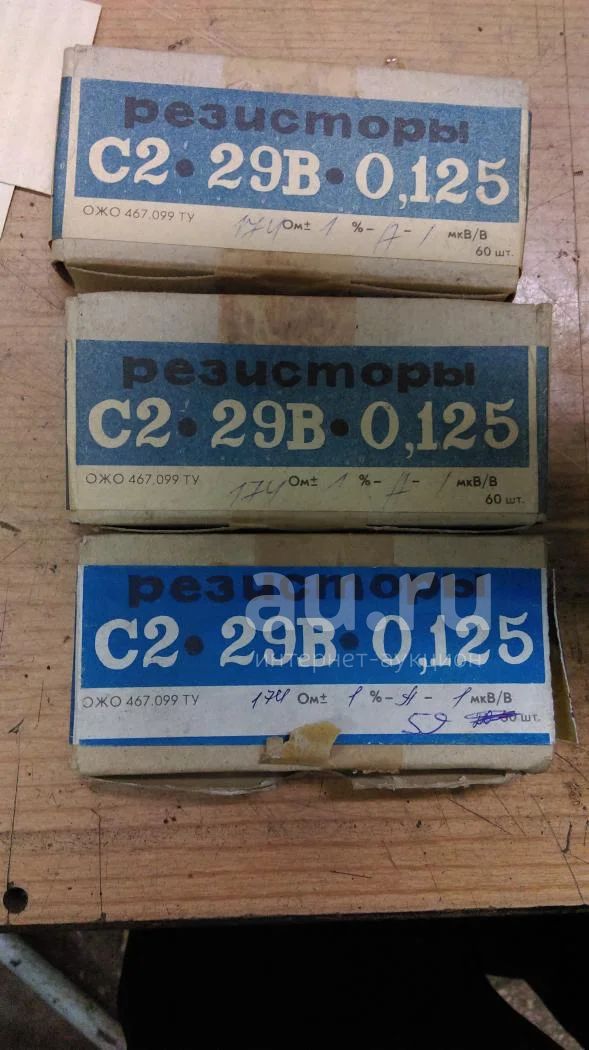 резисторы
С2·29В·0,125
ОЖО 467.099 ТУ 174 Ом± 1 %–А–1 мкВ/В
60 шт.
резисторы
С2·29В·0,125
ОЖО 467.099 ТУ 174 Ом± 1 %–А–1 мкВ/В
60 шт.
резисторы
au.ru
С2·29В·0,125
интернет-аукцион
ОЖО 467.099 ТУ 174 Ом± 1 %–А–1 мкВ/В
59 шт.